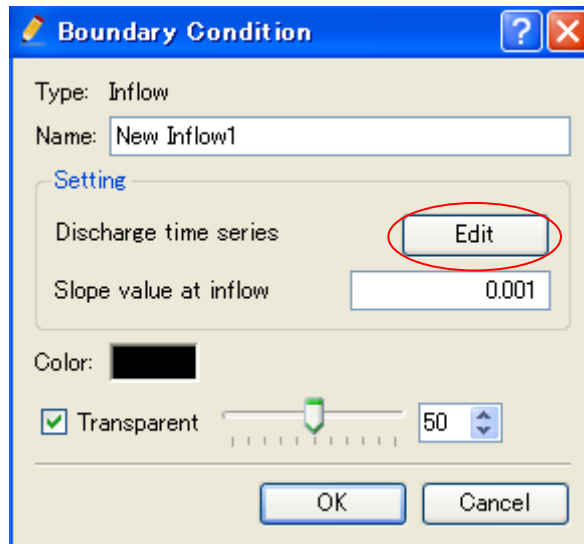 Boundary Condition
Type: Inflow
Name: New Inflow1
Setting
Discharge time series Edit
Slope value at inflow 0.001
Color:
Transparent 50
OK Cancel